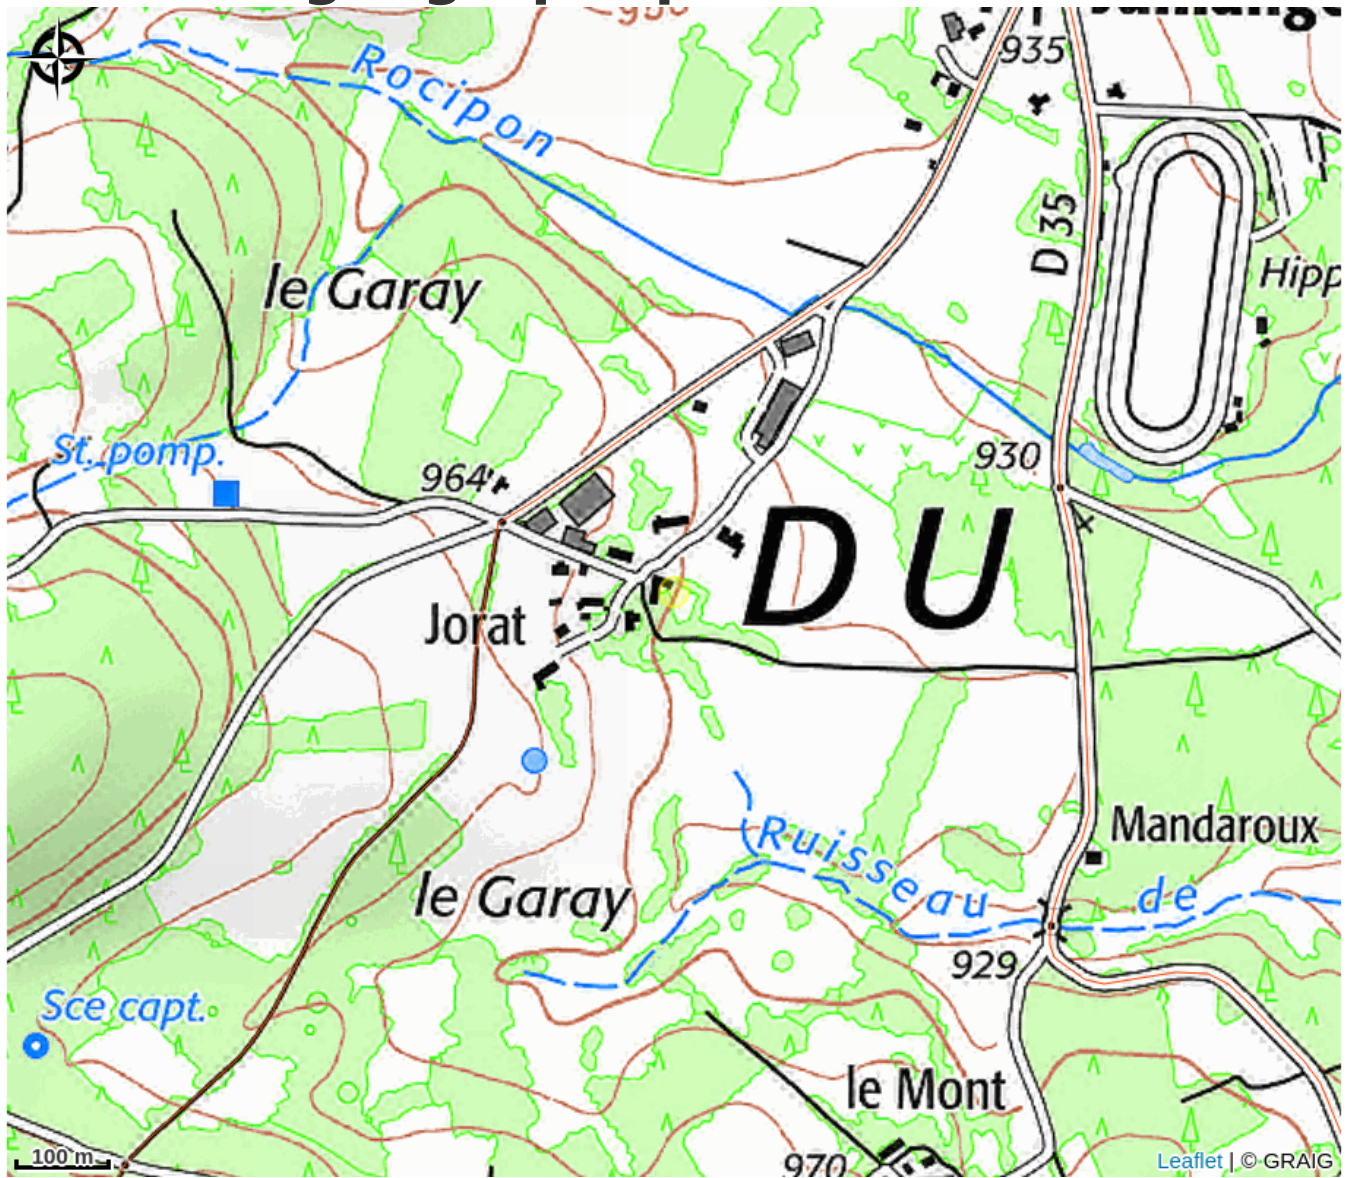 Rocipon
935
D 35
le Garay
Hipp
St. pomp.
964
930
D U
Jorat
Mandaroux
Ruisseau de
le Garay
929
Sce capt.
le Mont
970
100 m
Leaflet | © GRAIG